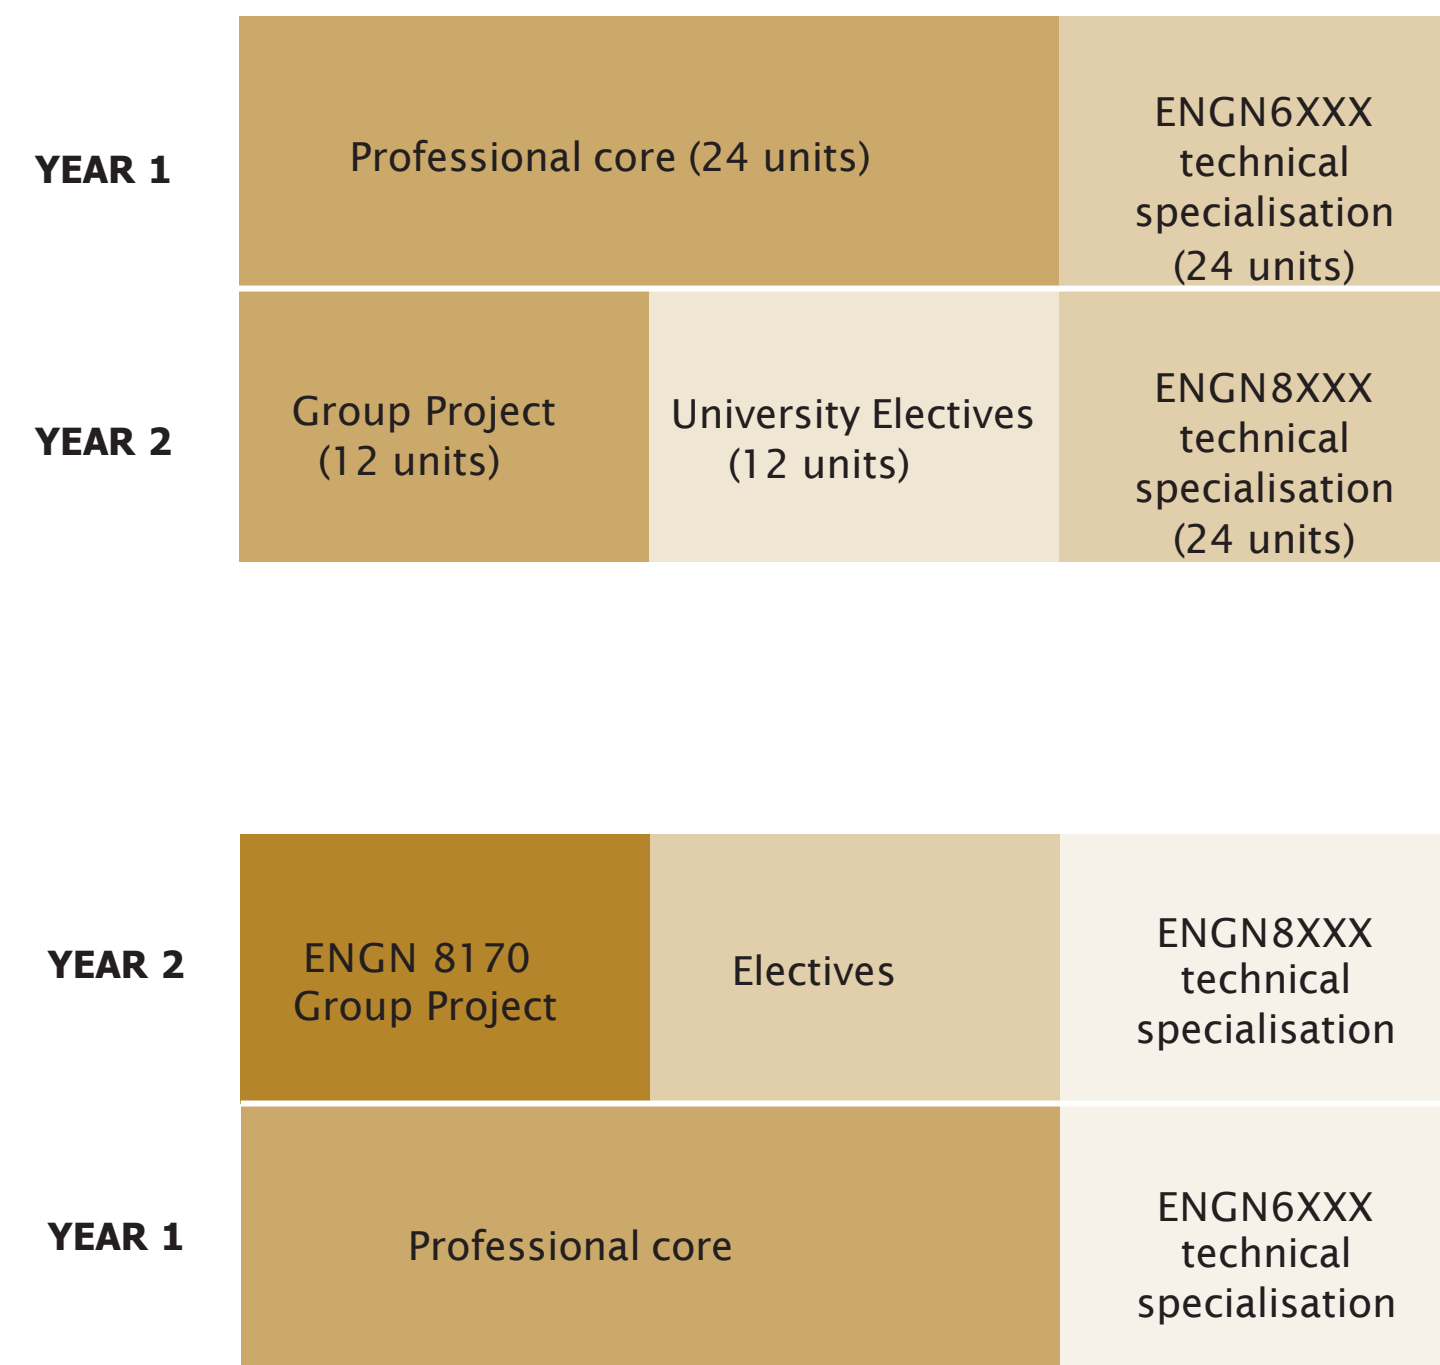 YEAR 1
Professional core (24 units)
ENGN6XXX
technical
specialisation
(24 units)
YEAR 2
Group Project
(12 units)
University Electives
(12 units)
ENGN8XXX
technical
specialisation
(24 units)
YEAR 2
ENGN 8170
Group Project
Electives
ENGN8XXX
technical
specialisation
YEAR 1
Professional core
ENGN6XXX
technical
specialisation